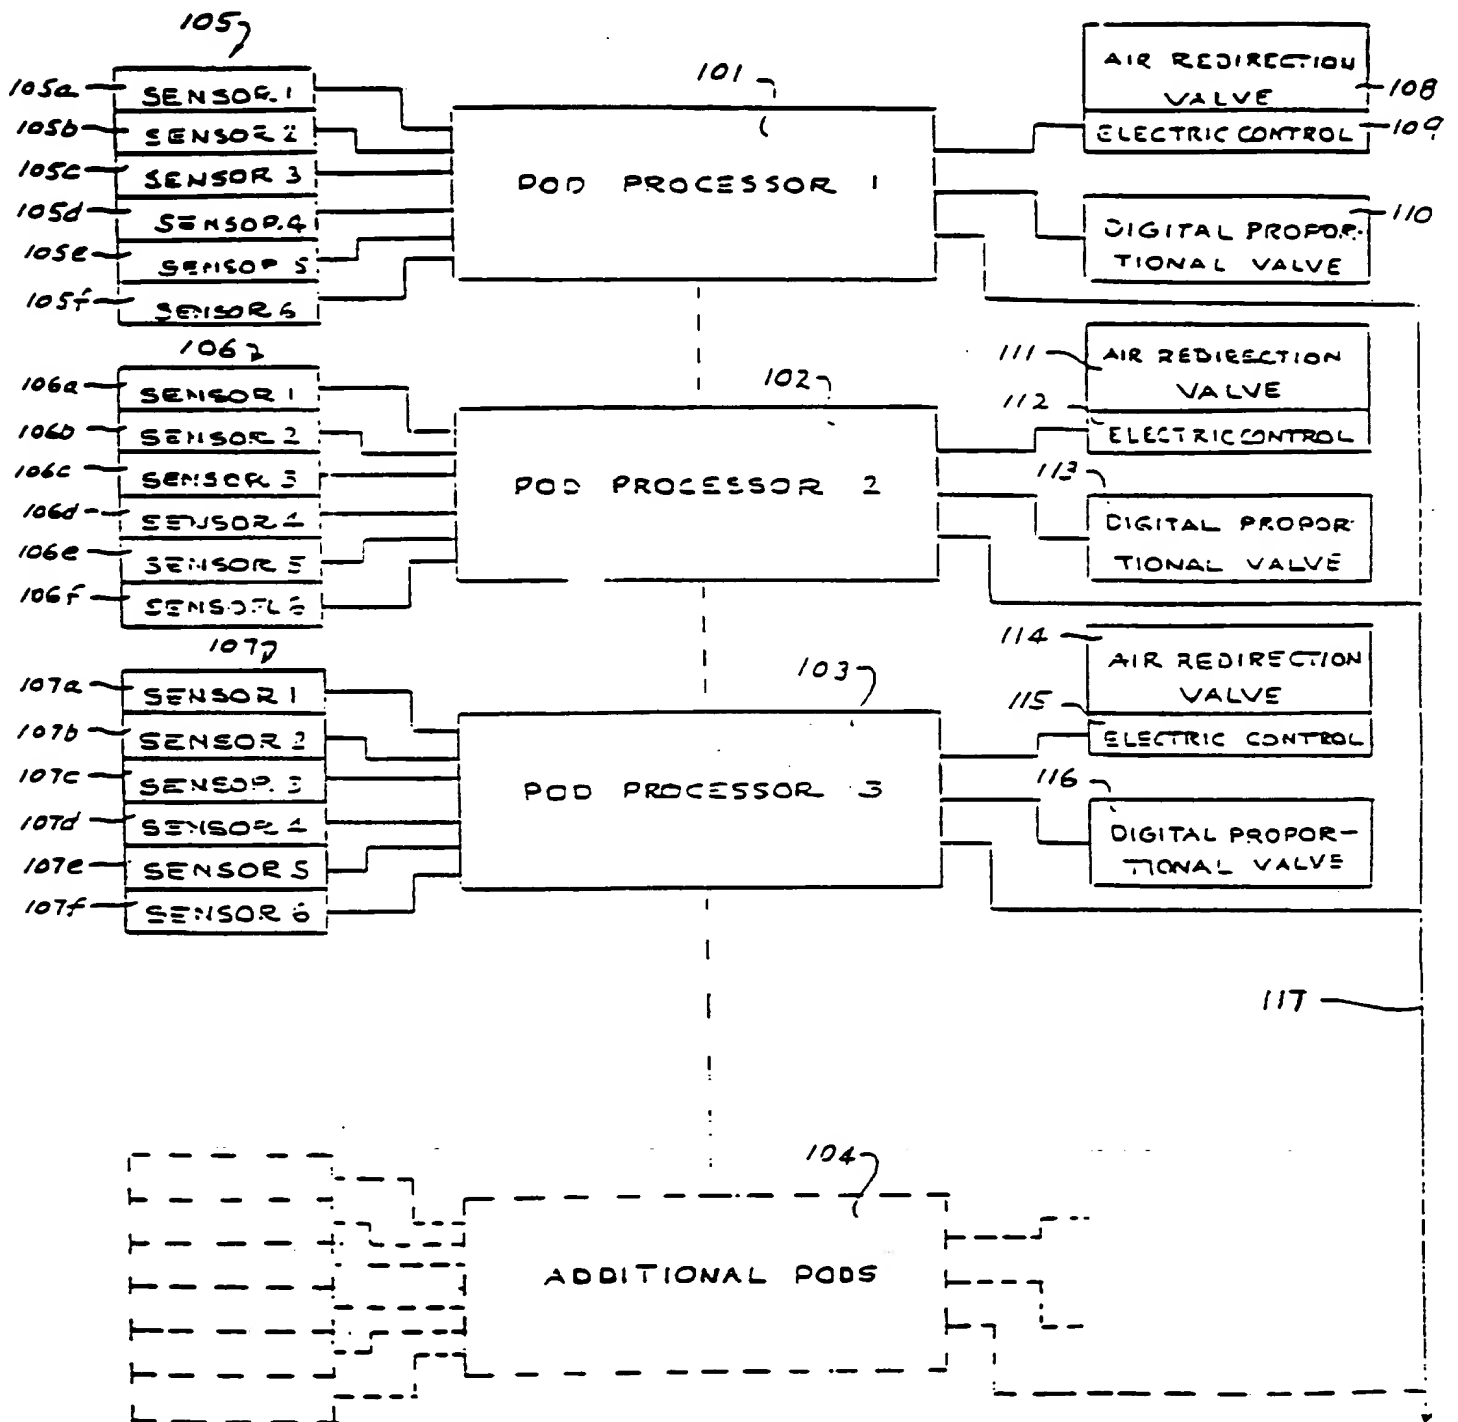 105
105a
SENSOR 1
105b
SENSOR 2
105c
SENSOR 3
105d
SENSOR 4
105e
SENSOR 5
105f
SENSOR 6
101
POD PROCESSOR 1
AIR REDIRECTION
VALVE
108
ELECTRIC CONTROL
109
DIGITAL PROPOR-
TIONAL VALVE
110
106
106a
SENSOR 1
106b
SENSOR 2
106c
SENSOR 3
106d
SENSOR 4
106e
SENSOR 5
106f
SENSOR 6
102
POD PROCESSOR 2
111
AIR REDIRECTION
VALVE
112
ELECTRIC CONTROL
113
DIGITAL PROPOR-
TIONAL VALVE
107
107a
SENSOR 1
107b
SENSOR 2
107c
SENSOR 3
107d
SENSOR 4
107e
SENSOR 5
107f
SENSOR 6
103
POD PROCESSOR 3
114
AIR REDIRECTION
VALVE
115
ELECTRIC CONTROL
116
DIGITAL PROPOR-
TIONAL VALVE
117
104
ADDITIONAL PODS